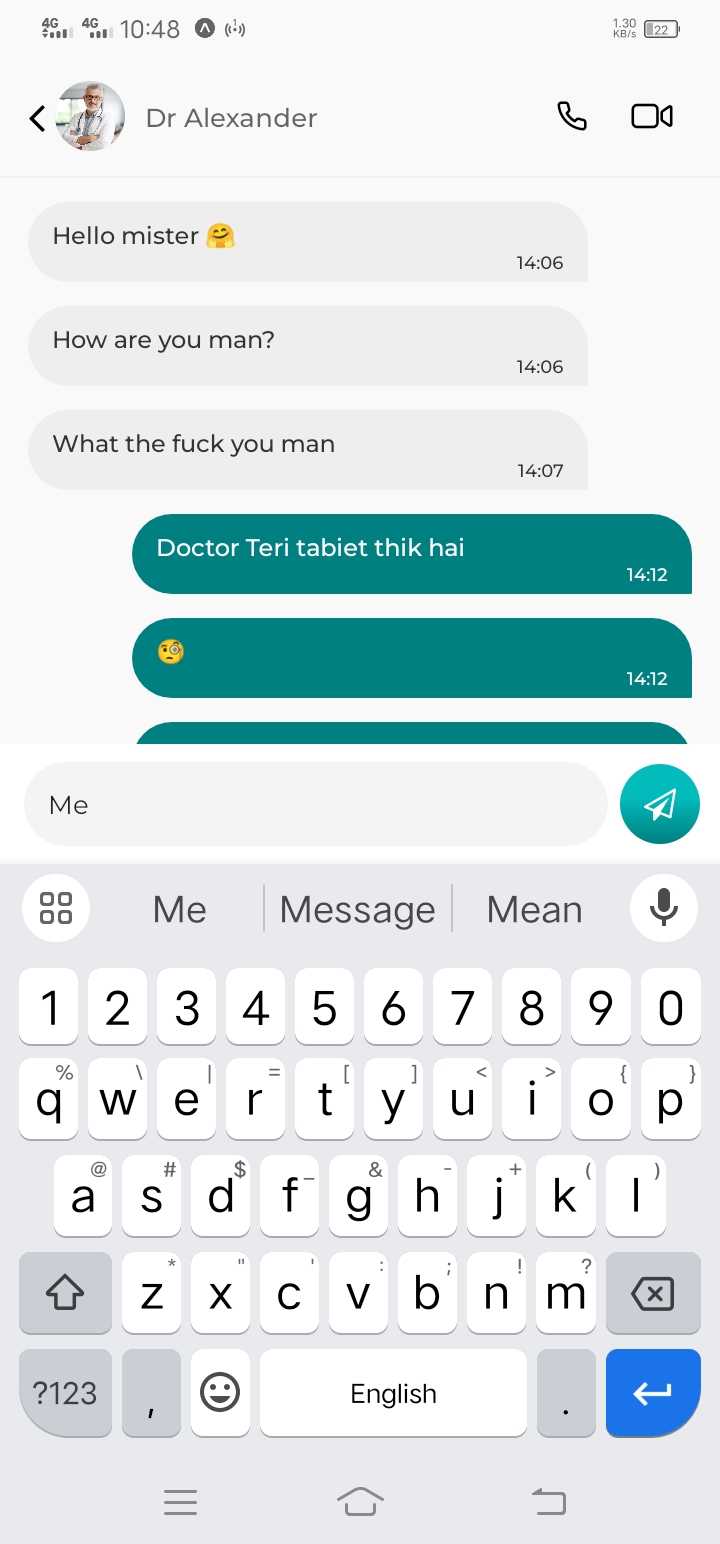 4G 4G 10:48 1.30 KB/s 22
Dr Alexander
Hello mister 🤗
14:06
How are you man?
14:06
What the fuck you man
14:07
Doctor Teri tabiet thik hai
14:12
🧐
14:12
Me
Me Message Mean
1 2 3 4 5 6 7 8 9 0
% \ | = [ ] < > { }
q w e r t y u i o p
@ # $ _ & - + ( )
a s d f g h j k l
* " ' : ; ! ?
z x c v b n m
?123 , English .